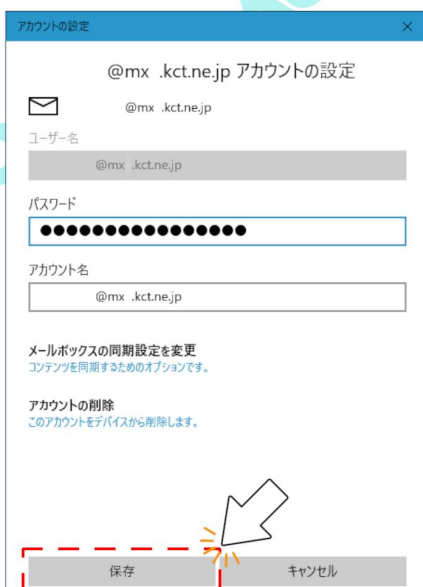 アカウントの設定
@mx .kct.ne.jp アカウントの設定
@mx .kct.ne.jp
ユーザー名
@mx .kct.ne.jp
パスワード
●●●●●●●●●●●●●●●●
アカウント名
@mx .kct.ne.jp
メールボックスの同期設定を変更
コンテンツを同期するためのオプションです。
アカウントの削除
このアカウントをデバイスから削除します。
保存 キャンセル